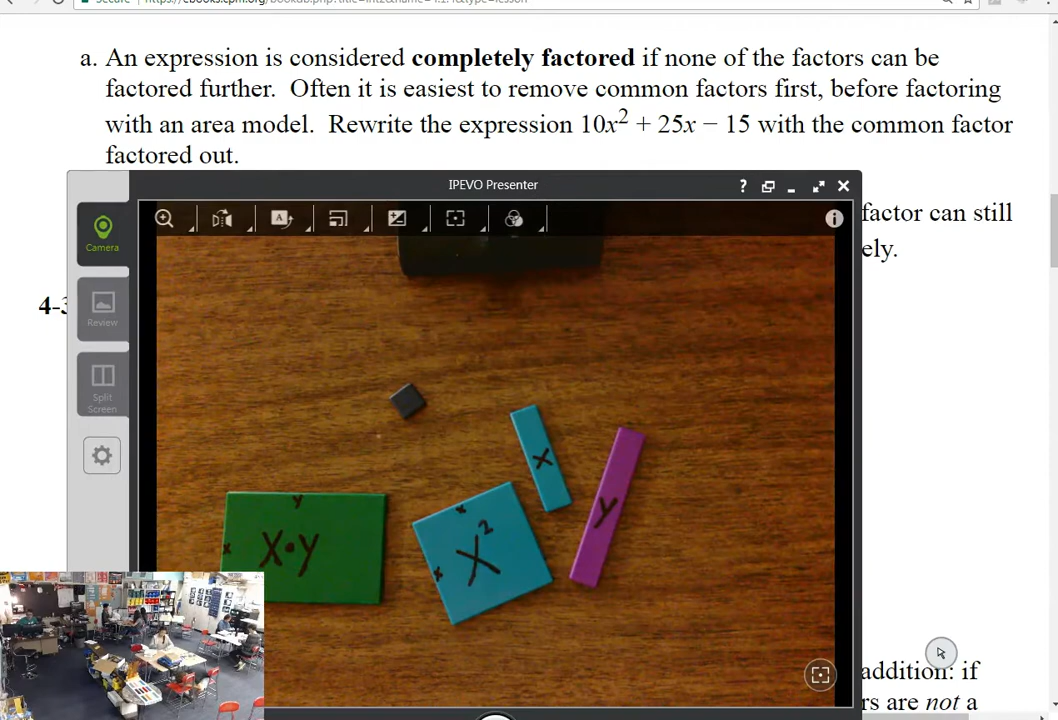 Secure
a. An expression is considered completely factored if none of the factors can be
factored further. Often it is easiest to remove common factors first, before factoring
with an area model. Rewrite the expression 10x² + 25x − 15 with the common factor
factored out.
IPEVO Presenter
?
A
Camera
factor can still
ely.
Review
Split
Screen
4-3
x
y
y
x
x
x
X•y
X²
addition: if
rs are not a